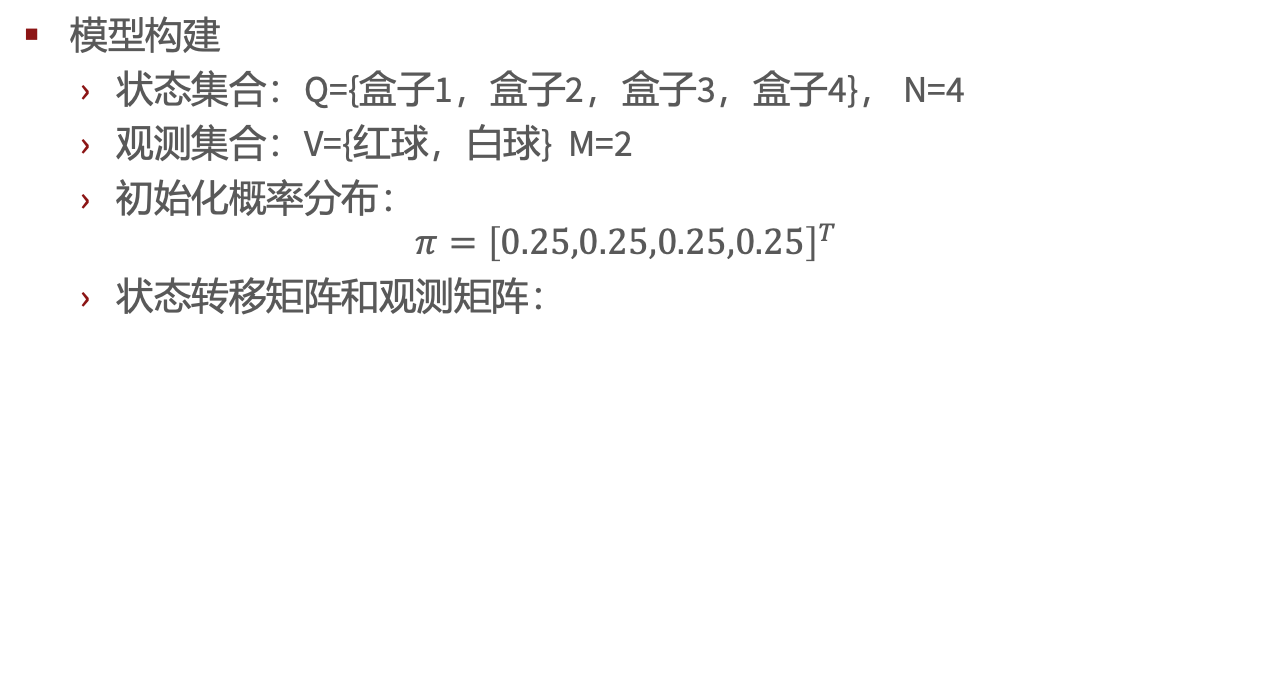 ▪ 模型构建
› 状态集合：Q={盒子1，盒子2，盒子3，盒子4}， N=4
› 观测集合：V={红球，白球} M=2
› 初始化概率分布：
π = [0.25,0.25,0.25,0.25]^T
› 状态转移矩阵和观测矩阵：